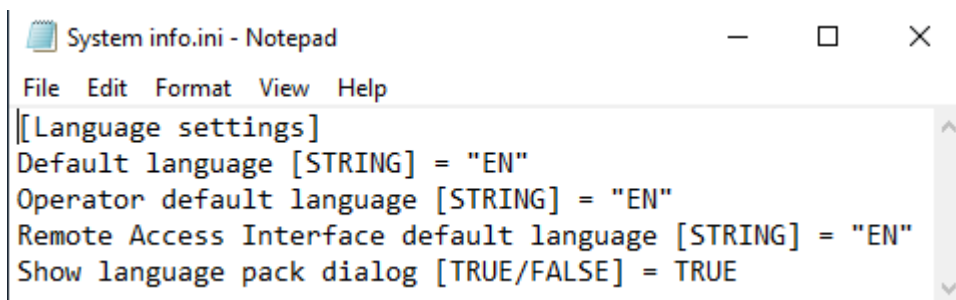 System info.ini - Notepad
File Edit Format View Help
[Language settings]
Default language [STRING] = "EN"
Operator default language [STRING] = "EN"
Remote Access Interface default language [STRING] = "EN"
Show language pack dialog [TRUE/FALSE] = TRUE